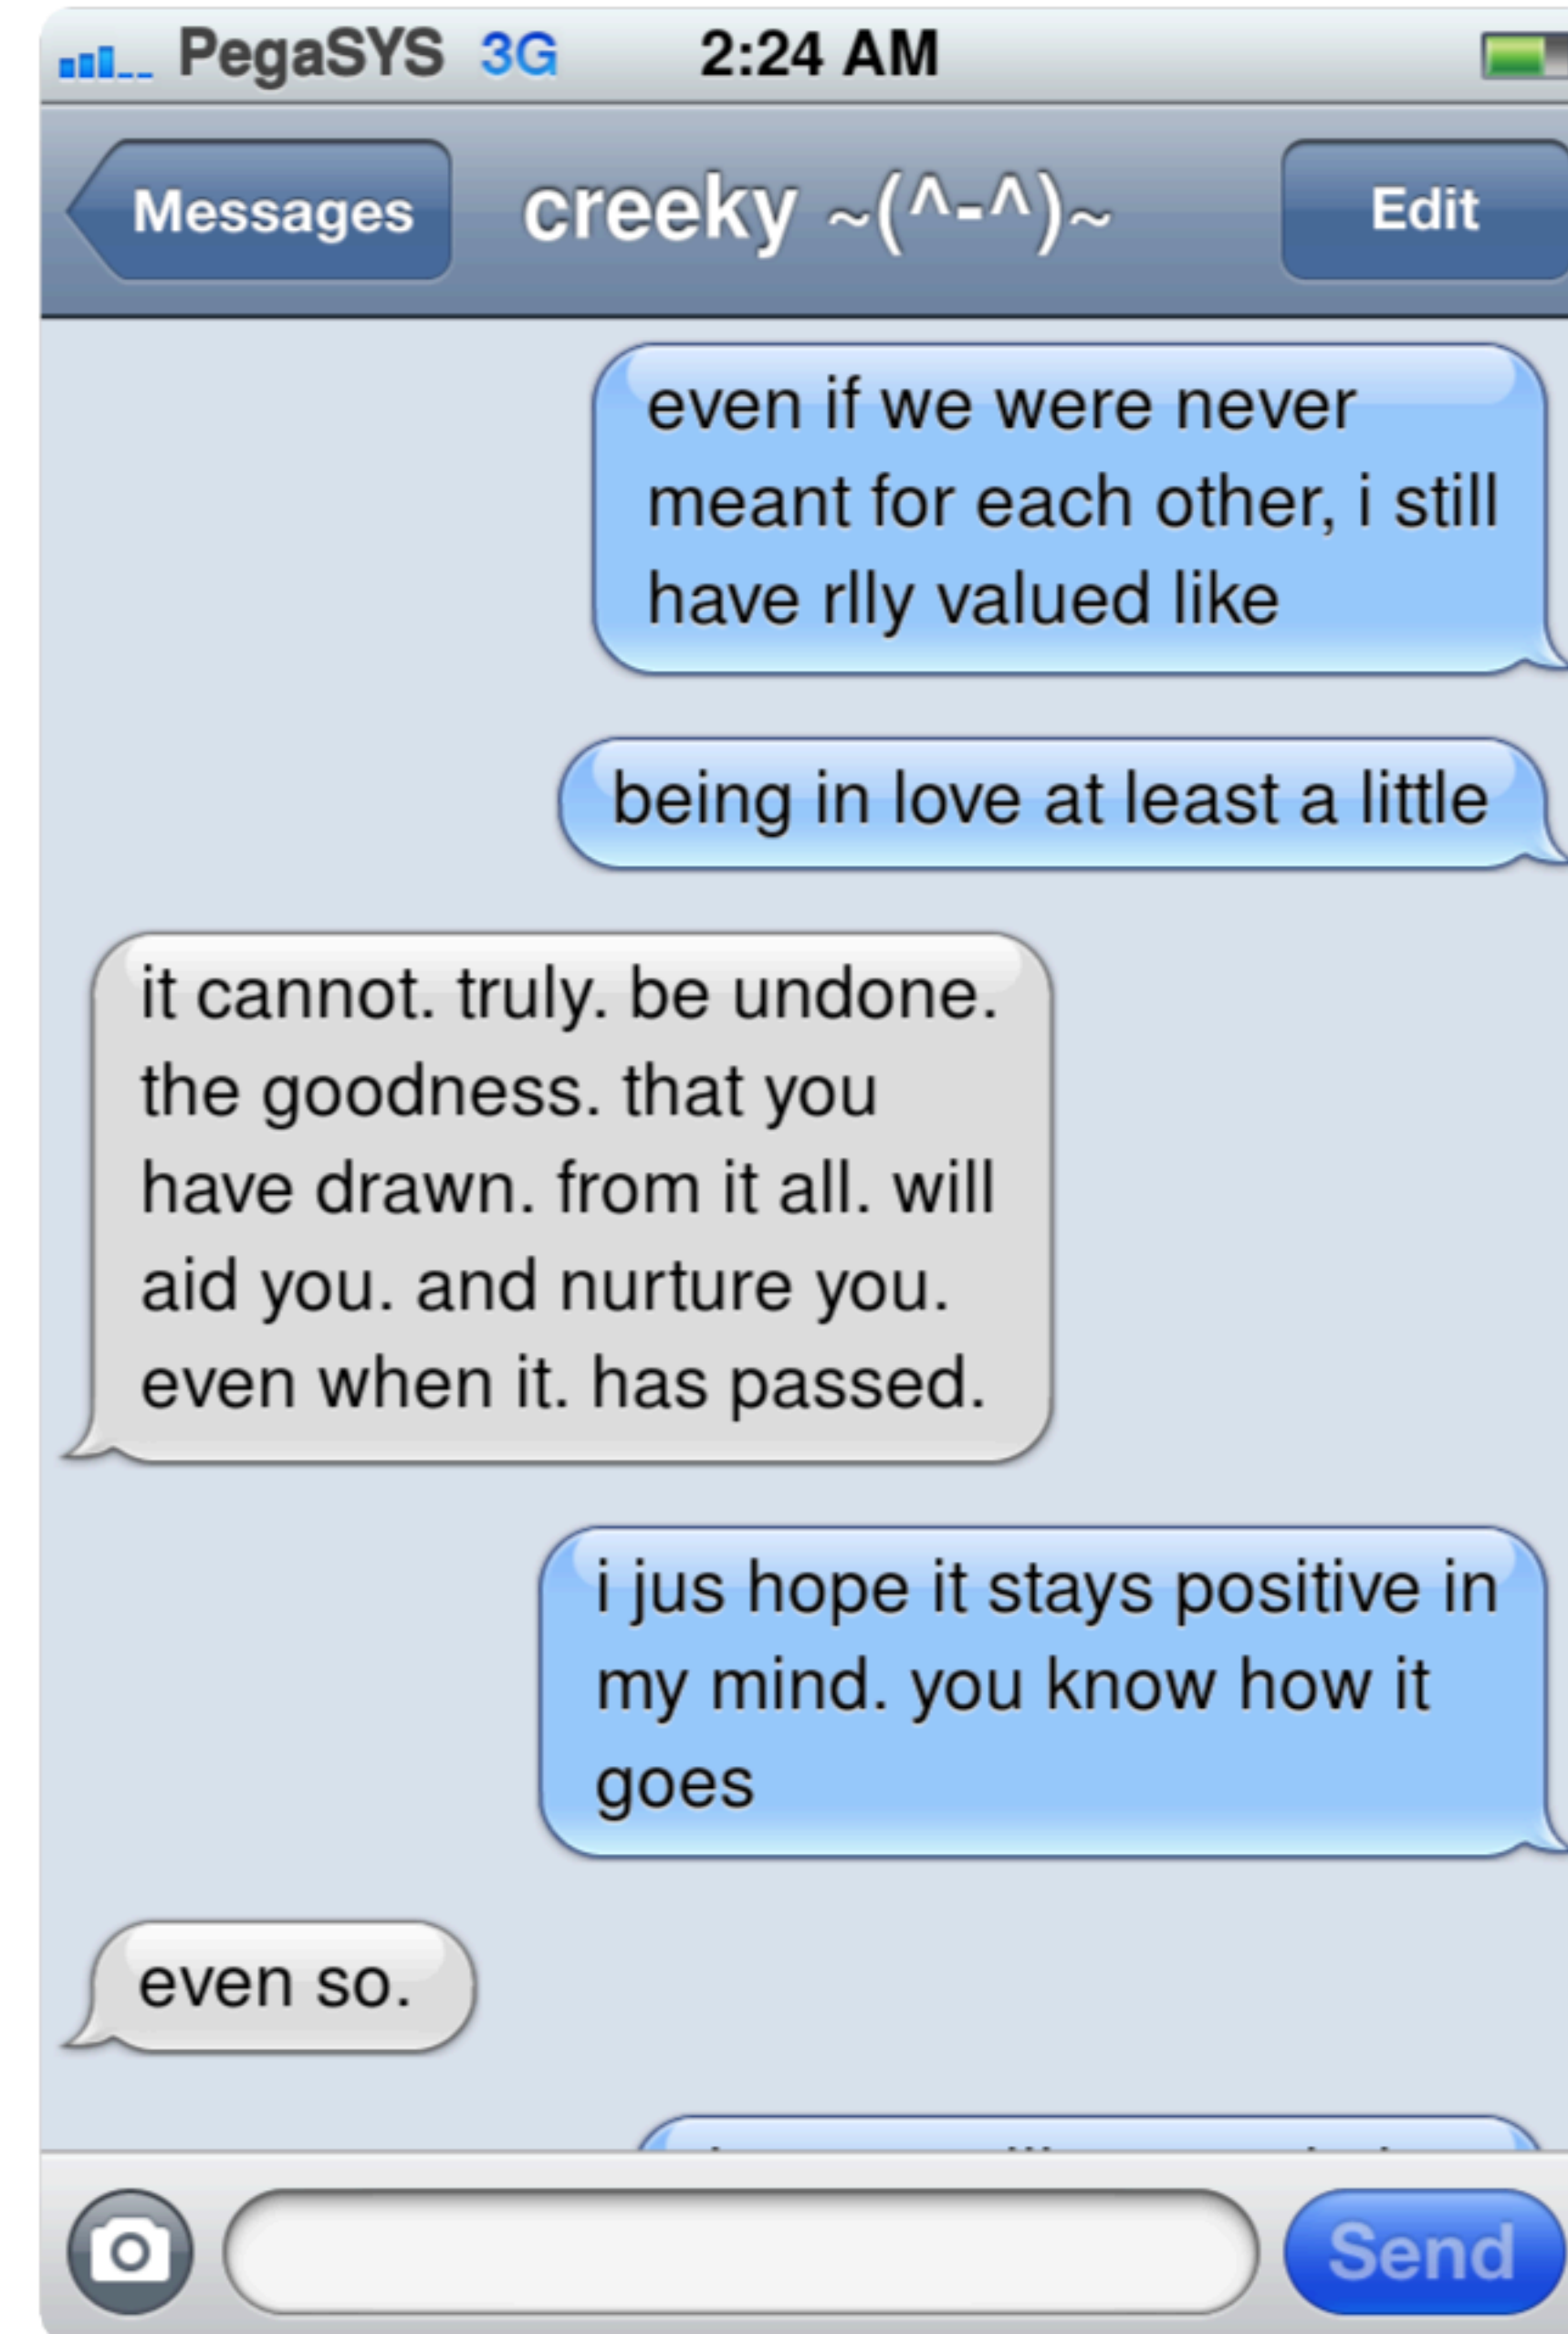 PegaSYS 3G 2:24 AM
Messages creeky ~(^-^)~ Edit
even if we were never
meant for each other, i still
have rlly valued like
being in love at least a little
it cannot. truly. be undone.
the goodness. that you
have drawn. from it all. will
aid you. and nurture you.
even when it. has passed.
i jus hope it stays positive in
my mind. you know how it
goes
even so.
Send